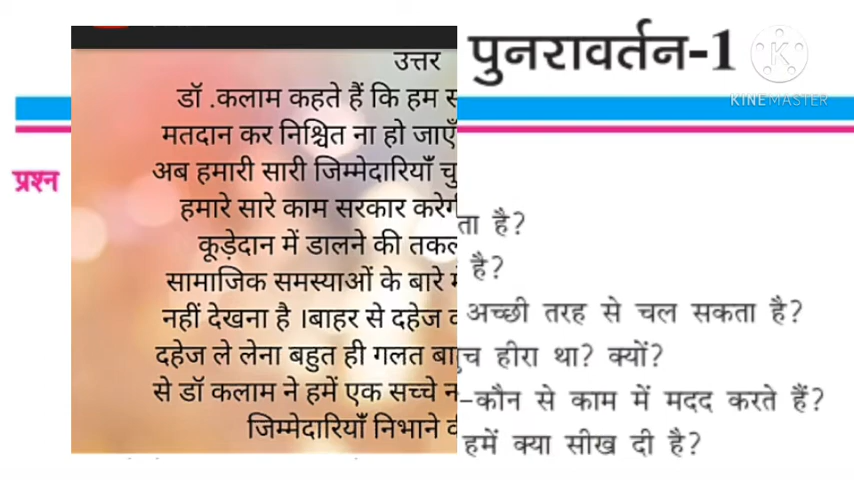 पुनरावर्तन-1
KINEMASTER
प्रश्न
उत्तर
डॉ .कलाम कहते हैं कि हम
मतदान कर निश्चित ना हो जाएँ
अब हमारी सारी जिम्मेदारियाँ
हमारे सारे काम सरकार
कूड़ेदान में डालने की
सामाजिक समस्याओं के बारे
नहीं देखना है ।बाहर से दहेज
दहेज ले लेना बहुत ही गलत
से डॉ कलाम ने हमें एक सच्चे
जिम्मेदारियाँ निभाने
है?
है?
अच्छी तरह से चल सकता है?
हीरा था? क्यों?
-कौन से काम में मदद करते हैं?
हमें क्या सीख दी है?